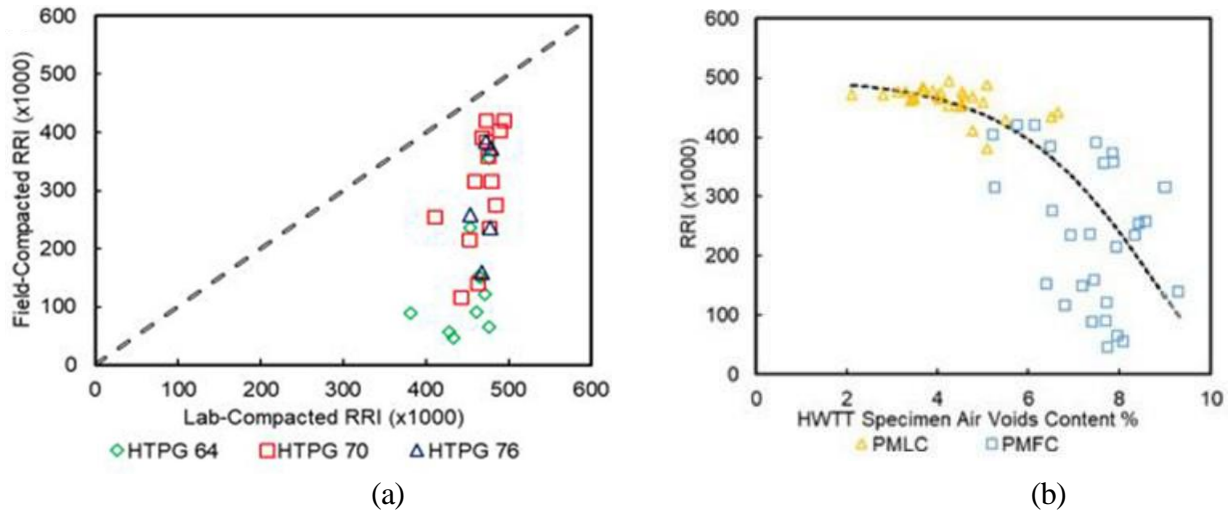 600
500
400
300
200
100
0
Field-Compacted RRI (x1000)
0 100 200 300 400 500 600
Lab-Compacted RRI (x1000)
HTPG 64 HTPG 70 HTPG 76
(a)
600
500
400
300
200
100
0
RRI (x1000)
0 2 4 6 8 10
HWTT Specimen Air Voids Content %
PMLC PMFC
(b)